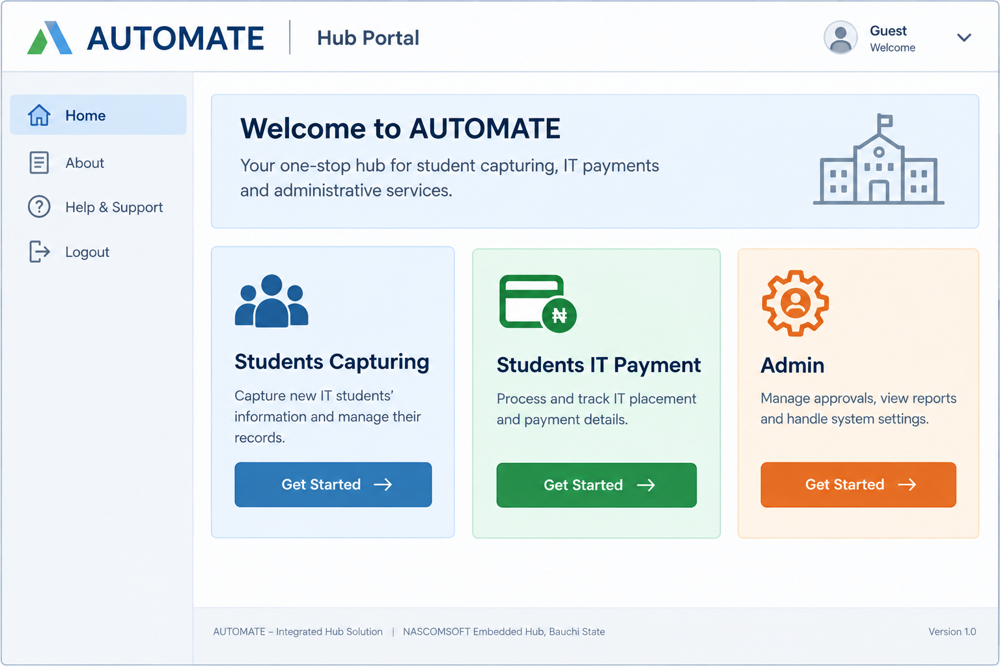 AUTOMATE
Hub Portal
Guest
Welcome
Home
About
Help & Support
Logout
Welcome to AUTOMATE
Your one-stop hub for student capturing, IT payments
and administrative services.
Students Capturing
Capture new IT students’
information and manage their
records.
Get Started →
₦
Students IT Payment
Process and track IT placement
and payment details.
Get Started →
Admin
Manage approvals, view reports
and handle system settings.
Get Started →
AUTOMATE – Integrated Hub Solution | NASCOMSOFT Embedded Hub, Bauchi State
Version 1.0